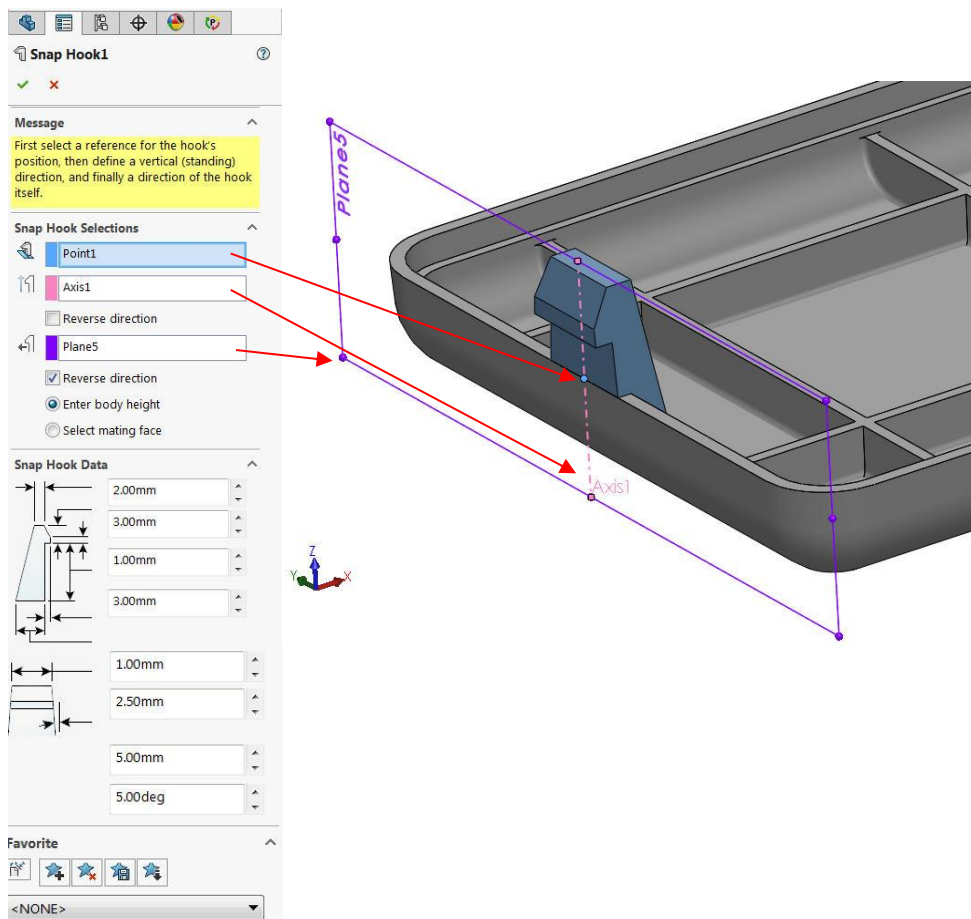 Snap Hook1
Message
First select a reference for the hook's
position, then define a vertical (standing)
direction, and finally a direction of the hook
itself.
Snap Hook Selections
Point1
Axis1
Reverse direction
Plane5
Reverse direction
Enter body height
Select mating face
Snap Hook Data
2.00mm
3.00mm
1.00mm
3.00mm
1.00mm
2.50mm
5.00mm
5.00deg
Favorite
<NONE>
Plane5
Axis1
Z
Y
X